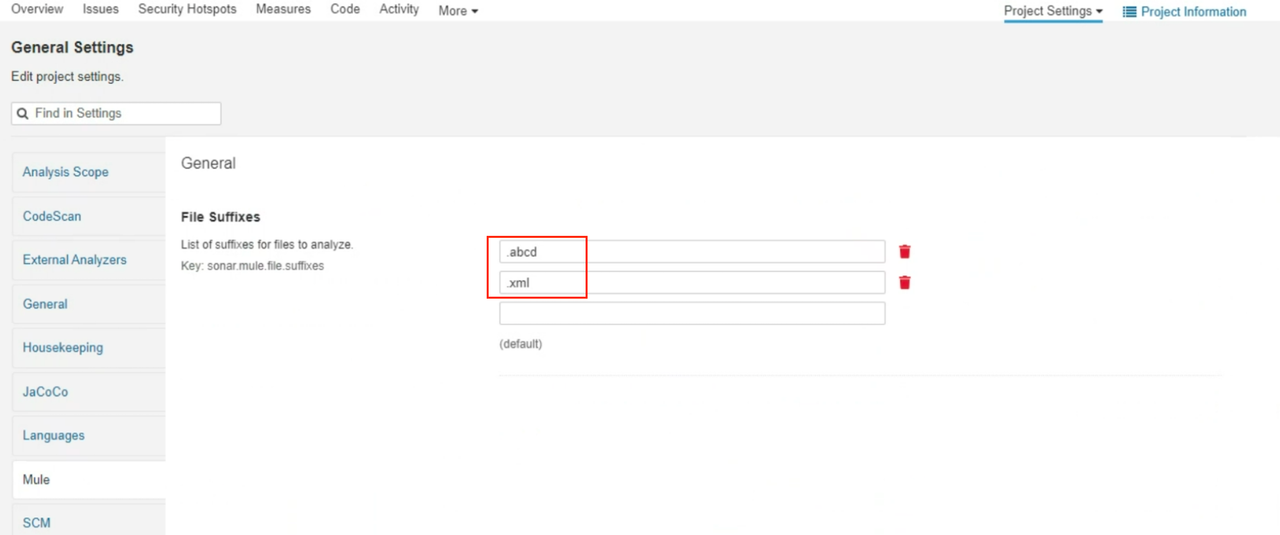 Overview Issues Security Hotspots Measures Code Activity More Project Settings Project Information
General Settings
Edit project settings.
Find in Settings
Analysis Scope
CodeScan
External Analyzers
General
Housekeeping
JaCoCo
Languages
Mule
SCM
General
File Suffixes
List of suffixes for files to analyze.
Key: sonar.mule.file.suffixes
.abcd
.xml
(default)